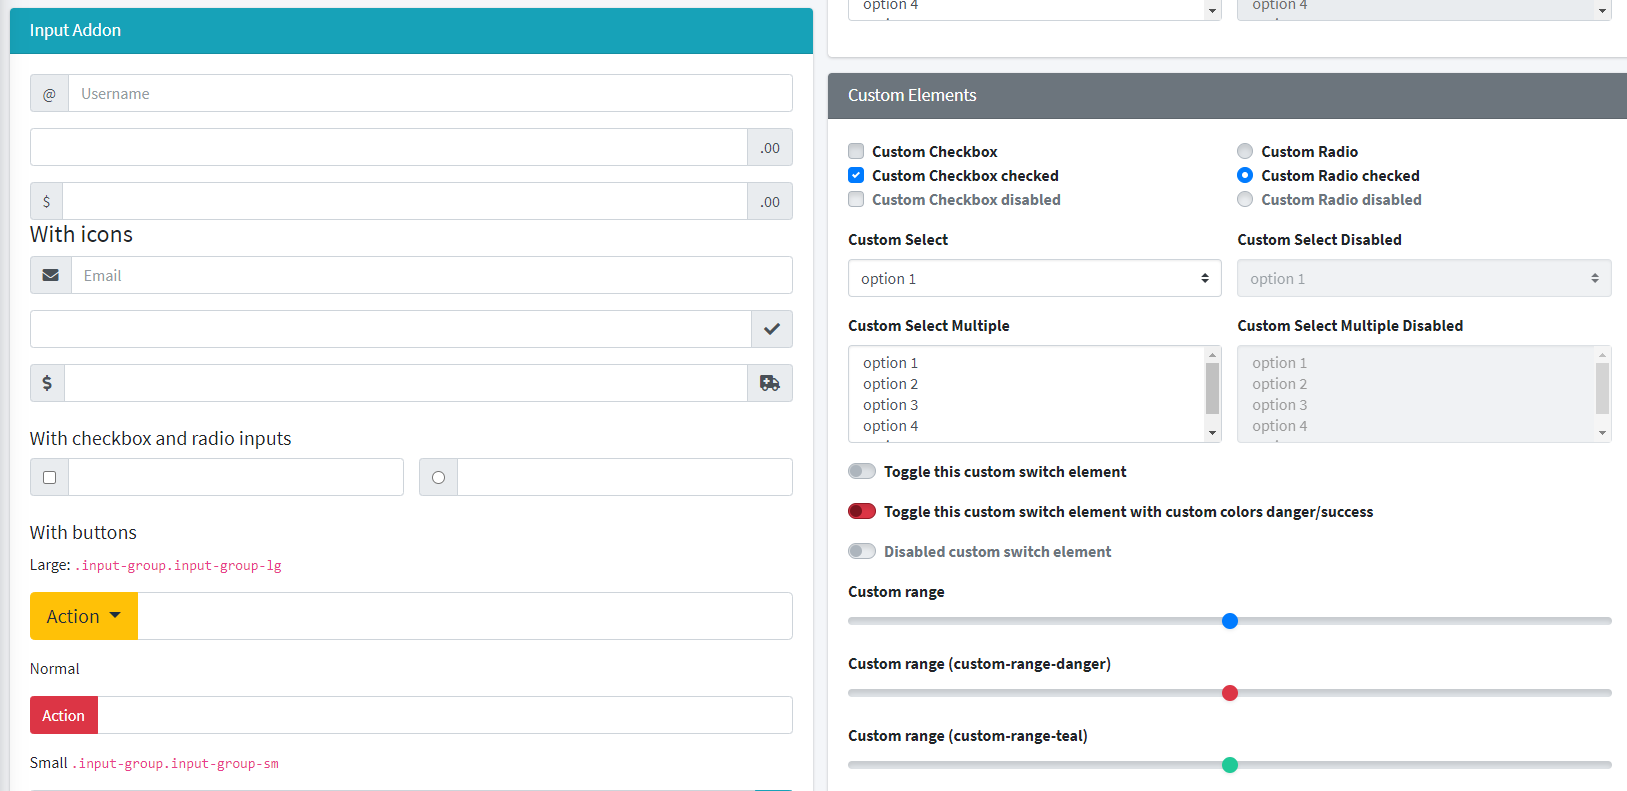 Input Addon
@
Username
.00
$
.00
With icons
Email
$
With checkbox and radio inputs
With buttons
Large: .input-group.input-group-lg
Action
Normal
Action
Small .input-group.input-group-sm
option 4
option 4
Custom Elements
Custom Checkbox
Custom Checkbox checked
Custom Checkbox disabled
Custom Radio
Custom Radio checked
Custom Radio disabled
Custom Select
option 1
Custom Select Disabled
option 1
Custom Select Multiple
option 1
option 2
option 3
option 4
Custom Select Multiple Disabled
option 1
option 2
option 3
option 4
Toggle this custom switch element
Toggle this custom switch element with custom colors danger/success
Disabled custom switch element
Custom range
Custom range (custom-range-danger)
Custom range (custom-range-teal)